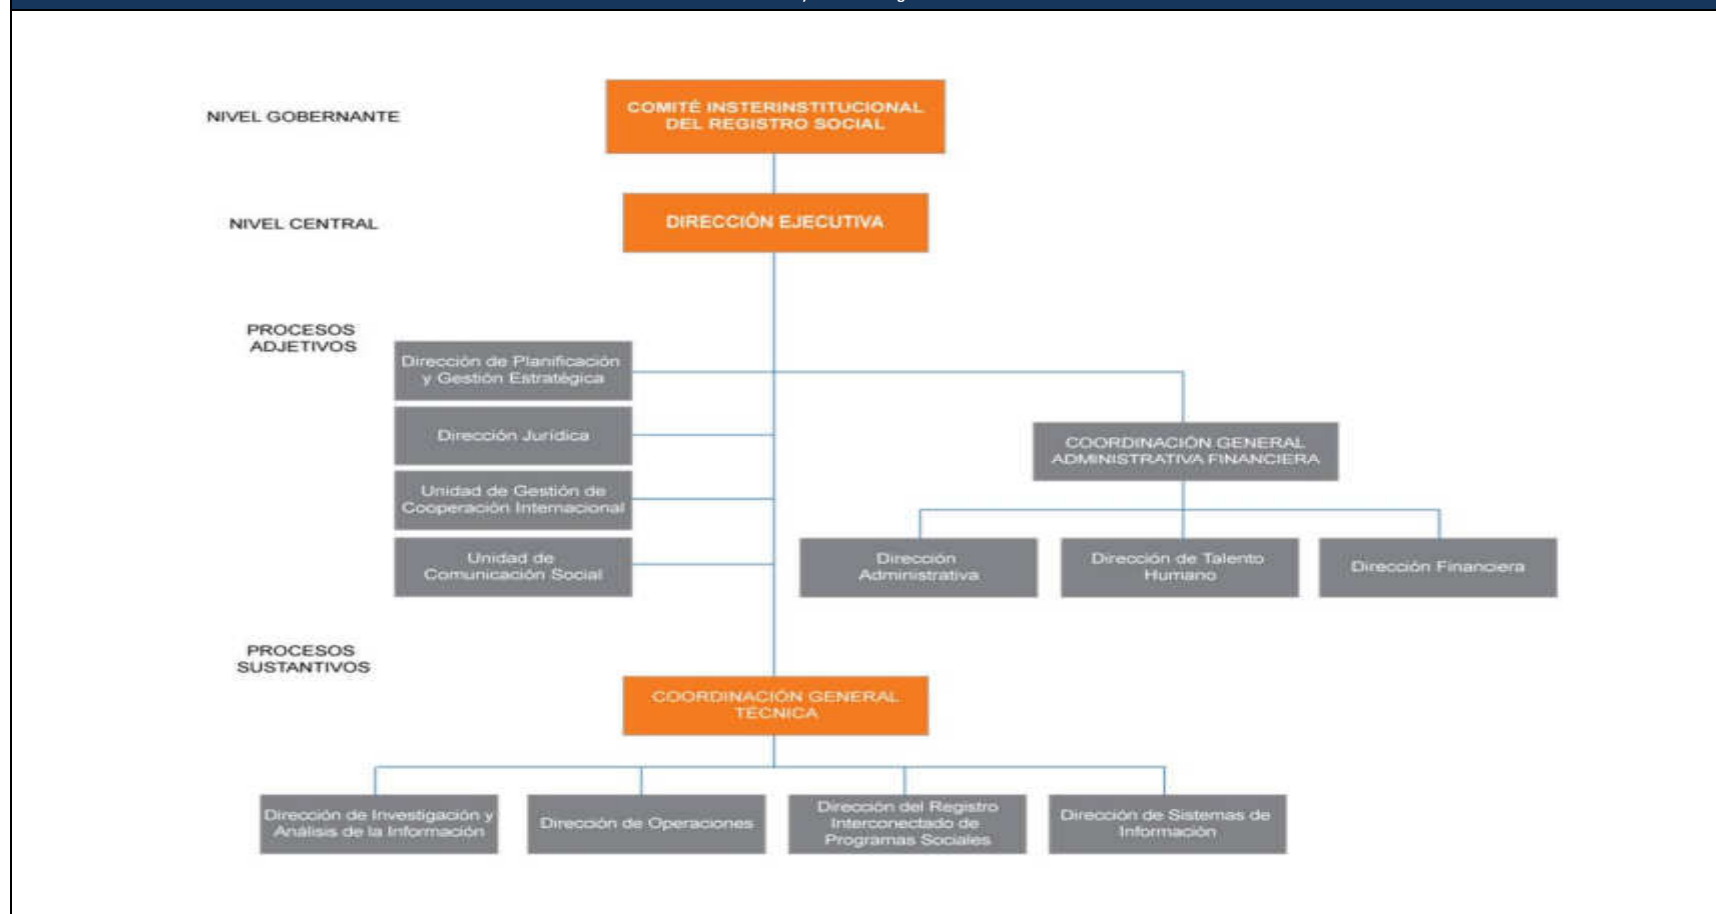 NIVEL GOBERNANTE
COMITÉ INSTERINSTITUCIONAL
DEL REGISTRO SOCIAL
NIVEL CENTRAL
DIRECCIÓN EJECUTIVA
PROCESOS
ADJETIVOS
Dirección de Planificación
y Gestión Estratégica
Dirección Jurídica
Unidad de Gestión de
Cooperación Internacional
Unidad de
Comunicación Social
COORDINACIÓN GENERAL
ADMINISTRATIVA FINANCIERA
Dirección
Administrativa
Dirección de Talento
Humano
Dirección Financiera
PROCESOS
SUSTANTIVOS
COORDINACIÓN GENERAL
TÉCNICA
Dirección de Investigación y
Análisis de la Información
Dirección de Operaciones
Dirección del Registro
Interconectado de
Programas Sociales
Dirección de Sistemas de
Información